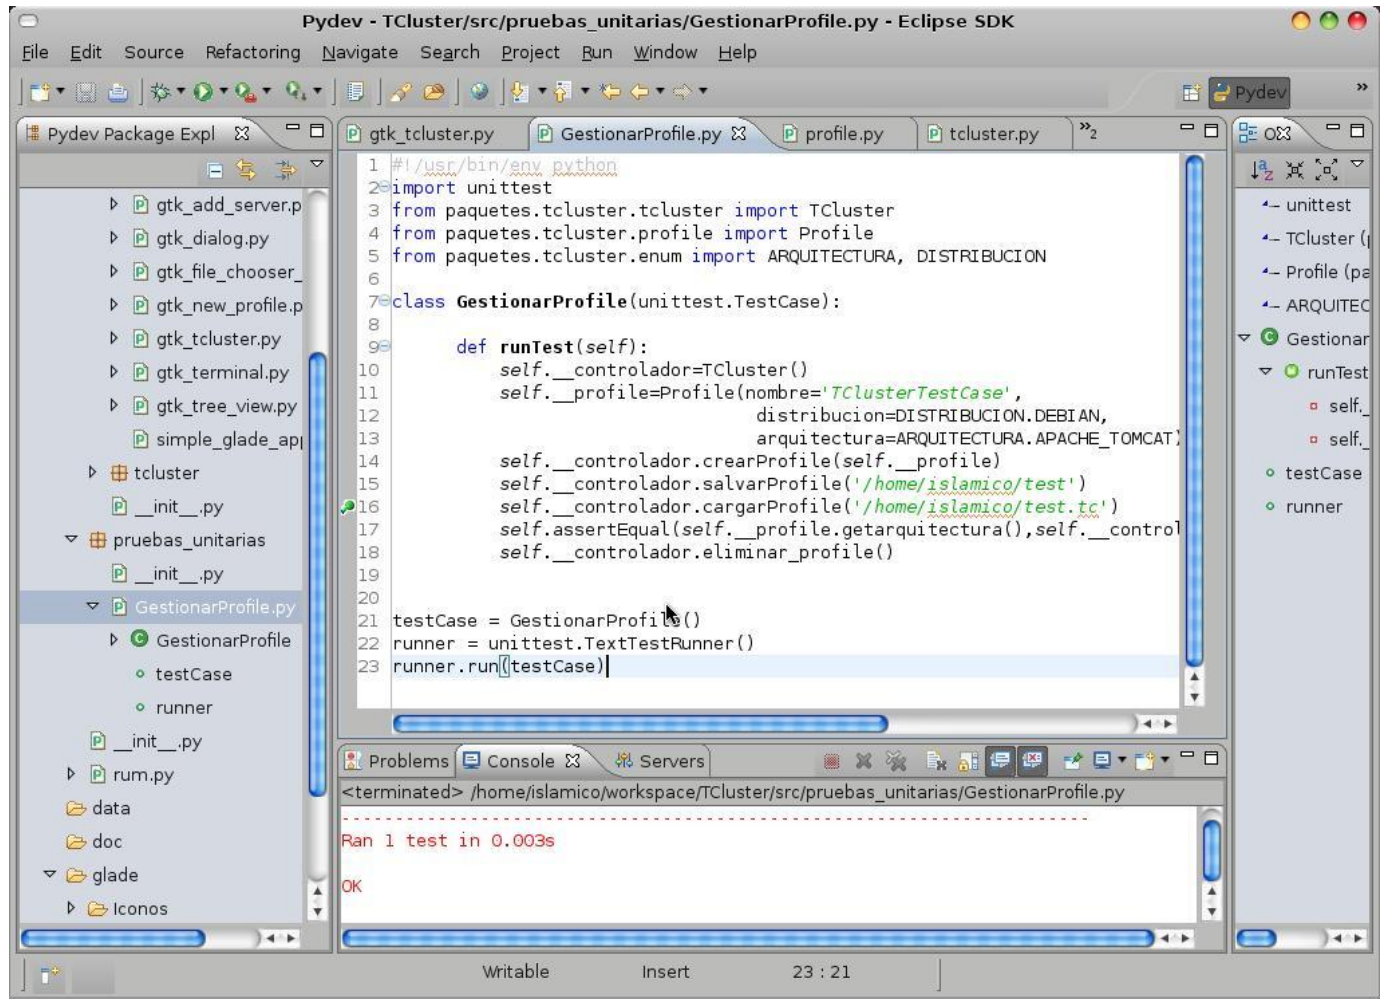 Pydev - TCluster/src/pruebas_unitarias/GestionarProfile.py - Eclipse SDK
File Edit Source Refactoring Navigate Search Project Run Window Help
Pydev
Pydev Package Expl
gtk_add_server.p
gtk_dialog.py
gtk_file_chooser_
gtk_new_profile.p
gtk_tcluster.py
gtk_terminal.py
gtk_tree_view.py
simple_glade_ap
tcluster
__init__.py
pruebas_unitarias
__init__.py
GestionarProfile.py
GestionarProfile
testCase
runner
__init__.py
rum.py
data
doc
glade
Iconos
gtk_tcluster.py GestionarProfile.py profile.py tcluster.py »2
1 #!/usr/bin/env python
2 import unittest
3 from paquetes.tcluster.tcluster import TCluster
4 from paquetes.tcluster.profile import Profile
5 from paquetes.tcluster.enum import ARQUITECTURA, DISTRIBUCION
6
7 class GestionarProfile(unittest.TestCase):
8
9 def runTest(self):
10 self.__controlador=TCluster()
11 self.__profile=Profile(nombre='TClusterTestCase',
12 distribucion=DISTRIBUCION.DEBIAN,
13 arquitectura=ARQUITECTURA.APACHE_TOMCAT)
14 self.__controlador.crearProfile(self.__profile)
15 self.__controlador.salvarProfile('/home/islamico/test')
16 self.__controlador.cargarProfile('/home/islamico/test.tc')
17 self.assertEqual(self.__profile.getarquitectura(),self.__control
18 self.__controlador.eliminar_profile()
19
20
21 testCase = GestionarProfile()
22 runner = unittest.TextTestRunner()
23 runner.run(testCase)
Problems Console Servers
<terminated> /home/islamico/workspace/TCluster/src/pruebas_unitarias/GestionarProfile.py
----------------------------------------------------------------------
Ran 1 test in 0.003s
OK
O
unittest
TCluster (
Profile (pa
ARQUITEC
Gestionar
runTest
self._
self._
testCase
runner
Writable Insert 23 : 21